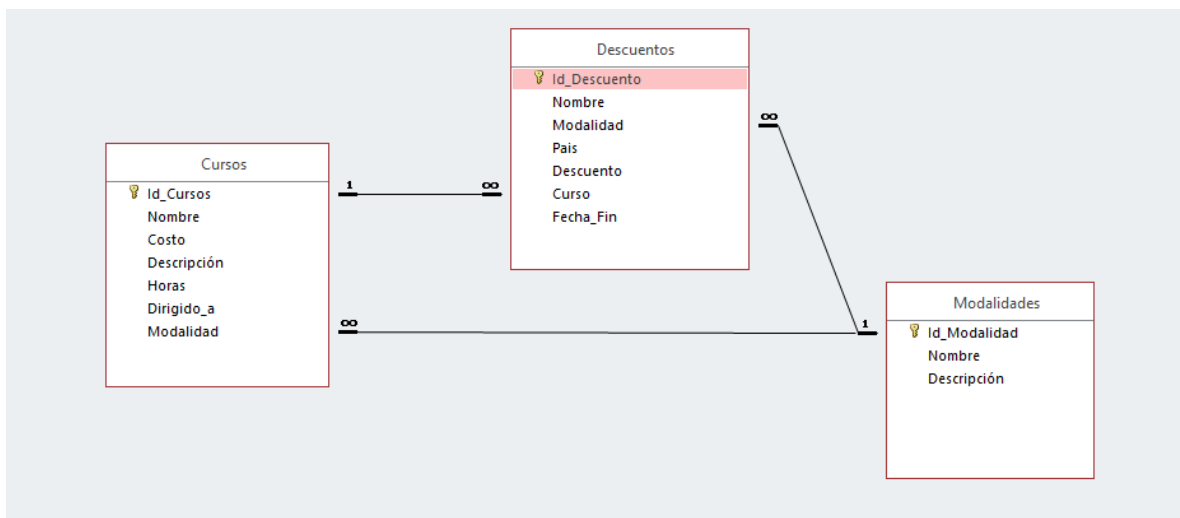 Descuentos
Id_Descuento
Nombre
Modalidad
Pais
Descuento
Curso
Fecha_Fin
∞
Cursos
Id_Cursos
Nombre
Costo
Descripción
Horas
Dirigido_a
Modalidad
1
∞
∞
1
Modalidades
Id_Modalidad
Nombre
Descripción